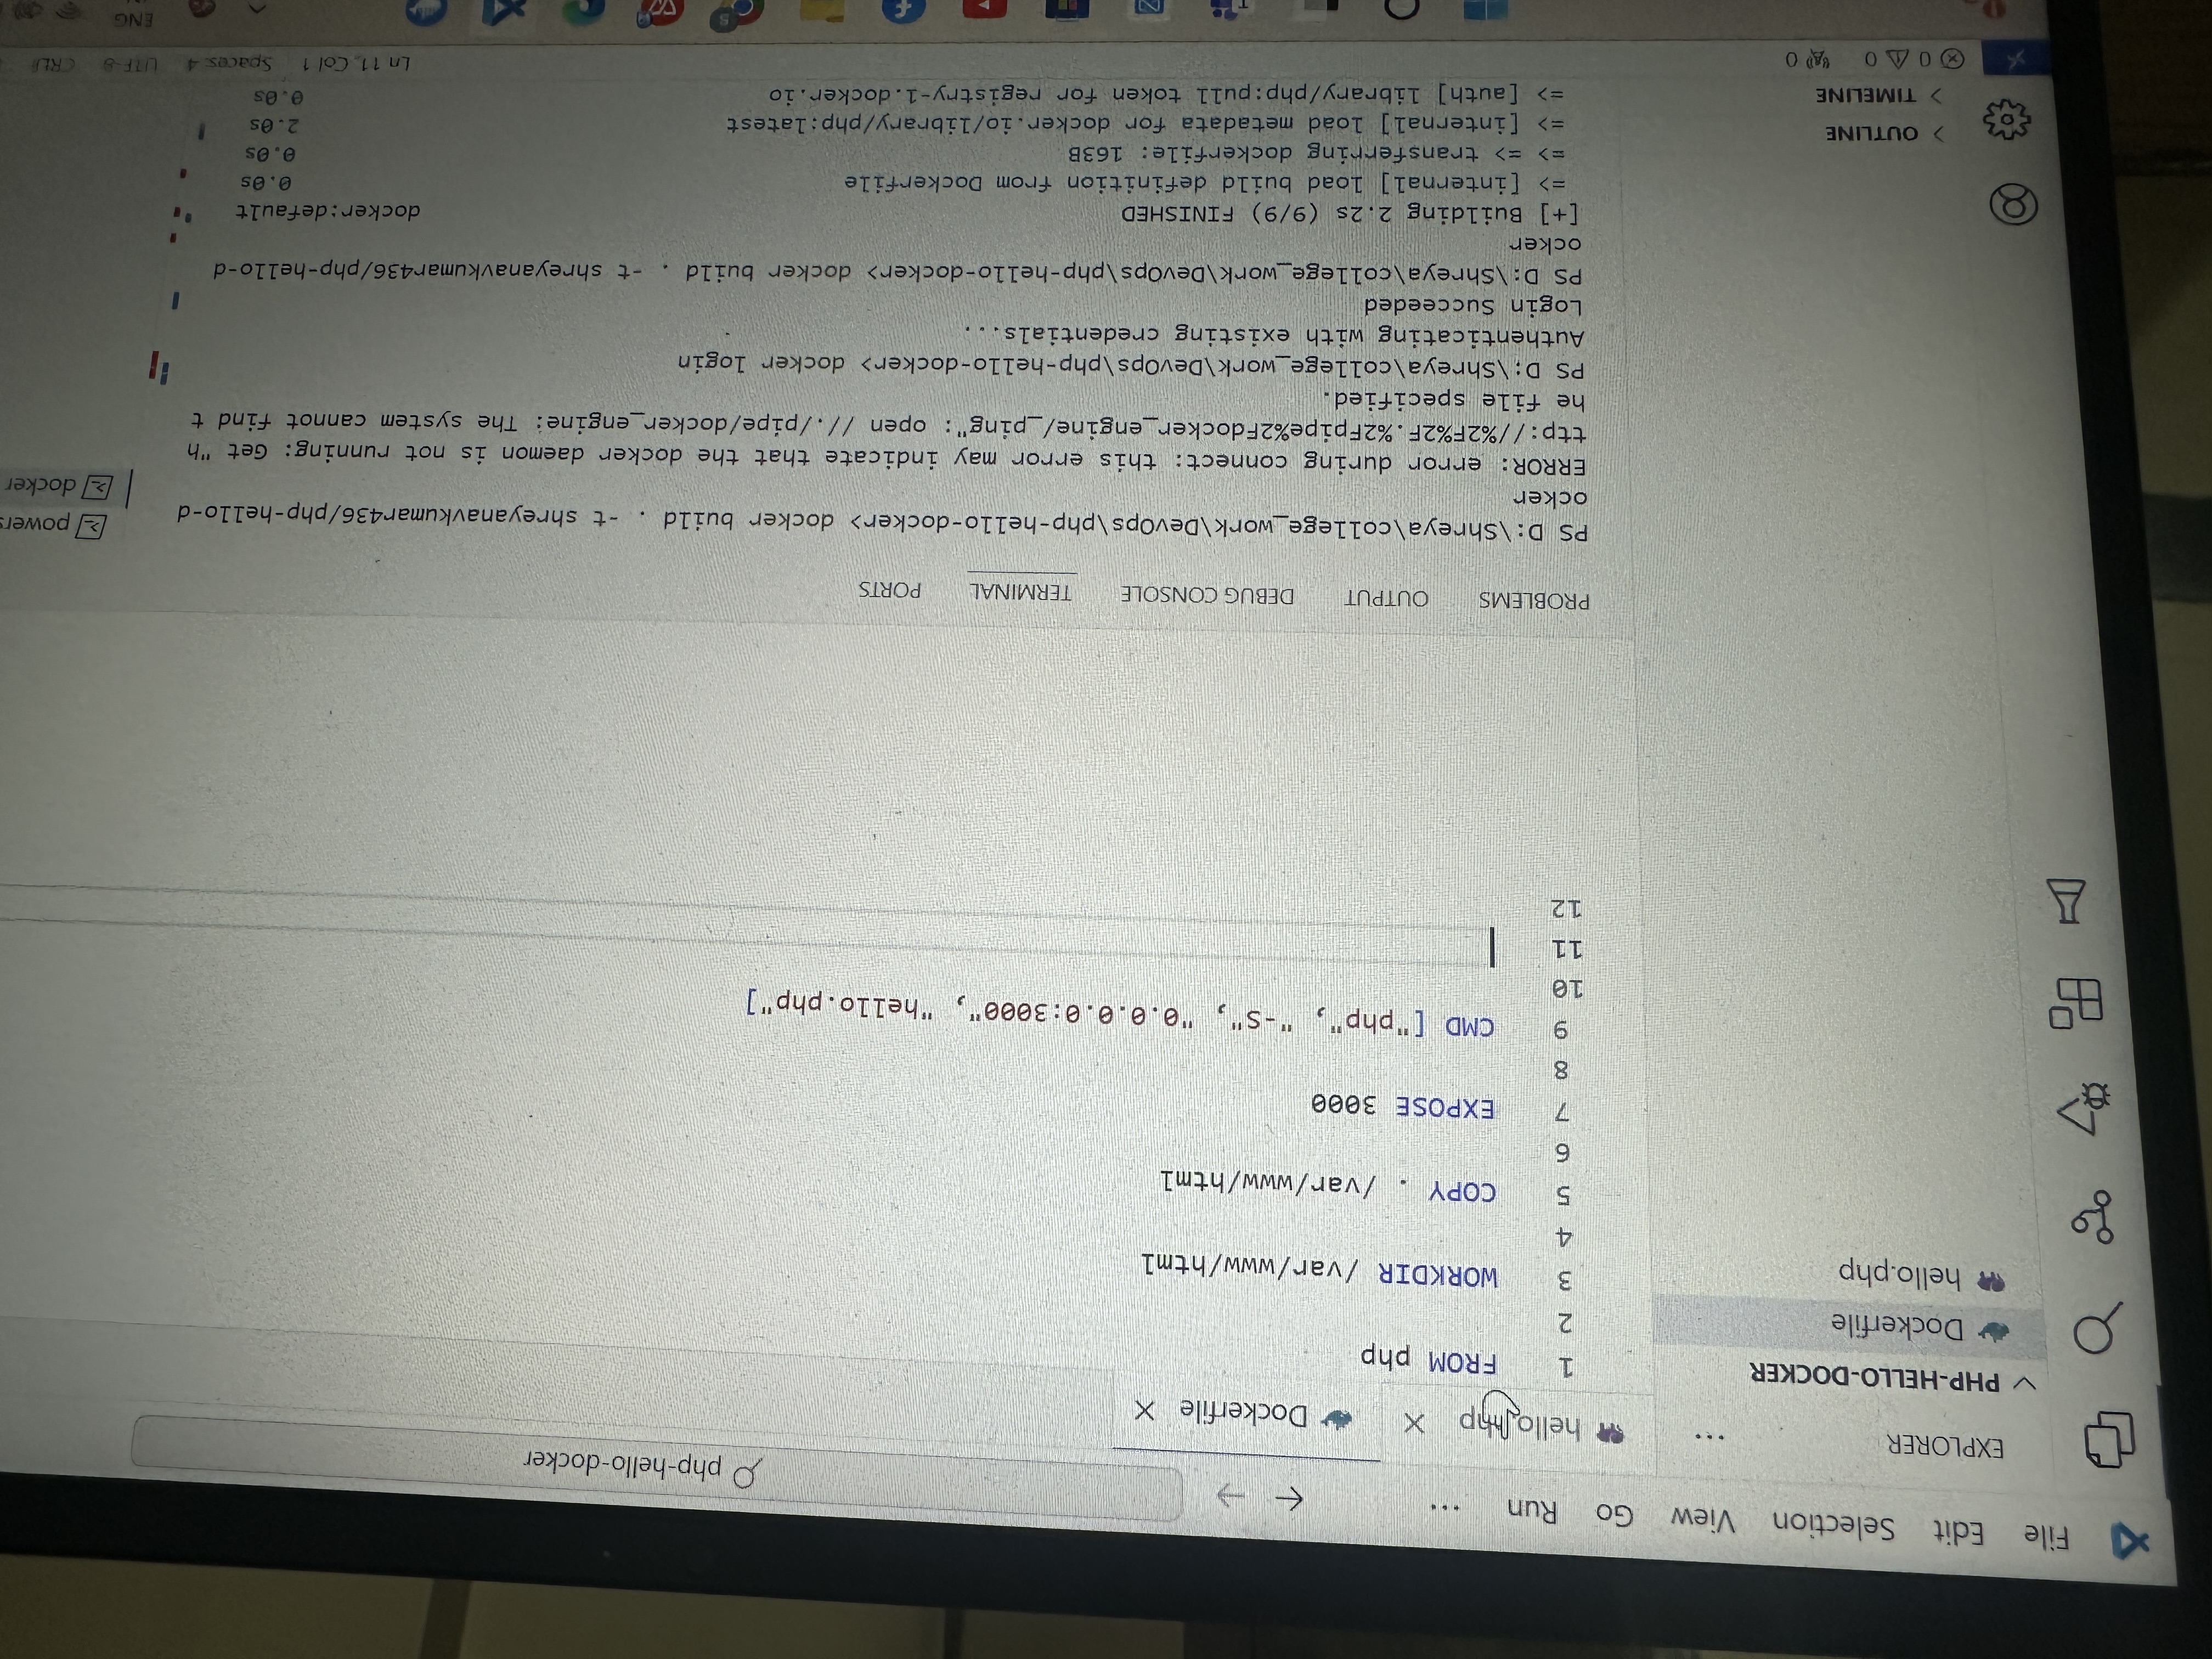 File Edit Selection View Go Run ...
php-hello-docker
EXPLORER ...
PHP-HELLO-DOCKER
Dockerfile
hello.php
hello.php
Dockerfile
1 FROM php
2
3 WORKDIR /var/www/html
4
5 COPY . /var/www/html
6
7 EXPOSE 3000
8
9 CMD ["php", "-S", "0.0.0.0:3000", "hello.php"]
10
11
12
PROBLEMS OUTPUT DEBUG CONSOLE TERMINAL PORTS
PS D:\Shreya\college_work\DevOps\php-hello-docker> docker build . -t shreyanavkumar436/php-hello-d
ocker
ERROR: error during connect: this error may indicate that the docker daemon is not running: Get "h
ttp://%2F%2F.%2Fpipe%2Fdocker_engine/_ping": open //./pipe/docker_engine: The system cannot find t
he file specified.
PS D:\Shreya\college_work\DevOps\php-hello-docker> docker login
Authenticating with existing credentials...
Login Succeeded
PS D:\Shreya\college_work\DevOps\php-hello-docker> docker build . -t shreyanavkumar436/php-hello-d
ocker
[+] Building 2.2s (9/9) FINISHED docker:default
=> [internal] load build definition from Dockerfile 0.0s
=> => transferring dockerfile: 163B 0.0s
=> [internal] load metadata for docker.io/library/php:latest 2.0s
=> [auth] library/php:pull token for registry-1.docker.io 0.0s
powers
docker
OUTLINE
TIMELINE
0 0 0
Ln 11, Col 1 Spaces: 4 UTF-8 CRLF
ENG